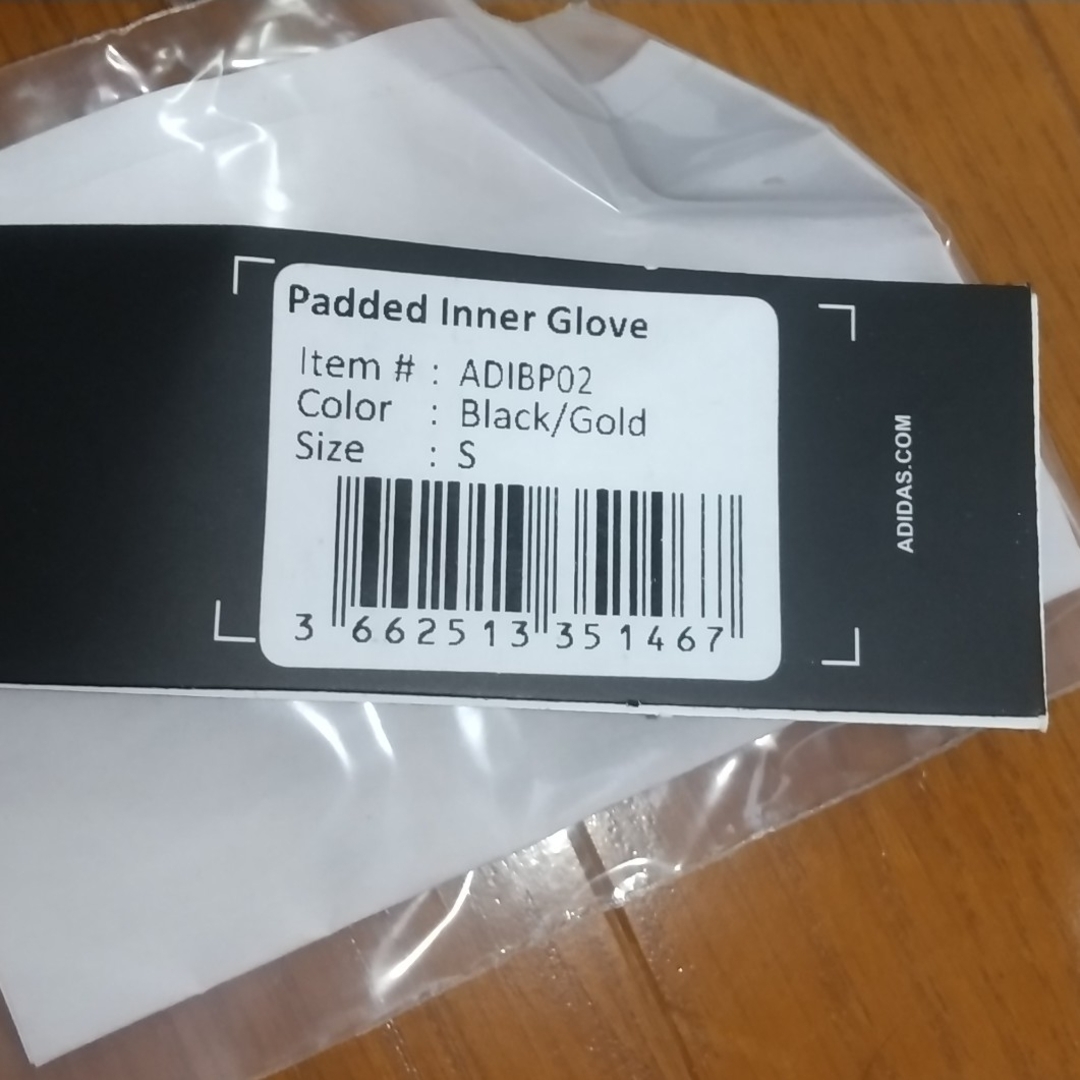 Padded Inner Glove
Item # : ADIBP02
Color : Black/Gold
Size : S
3 662513 351467
ADIDAS.COM